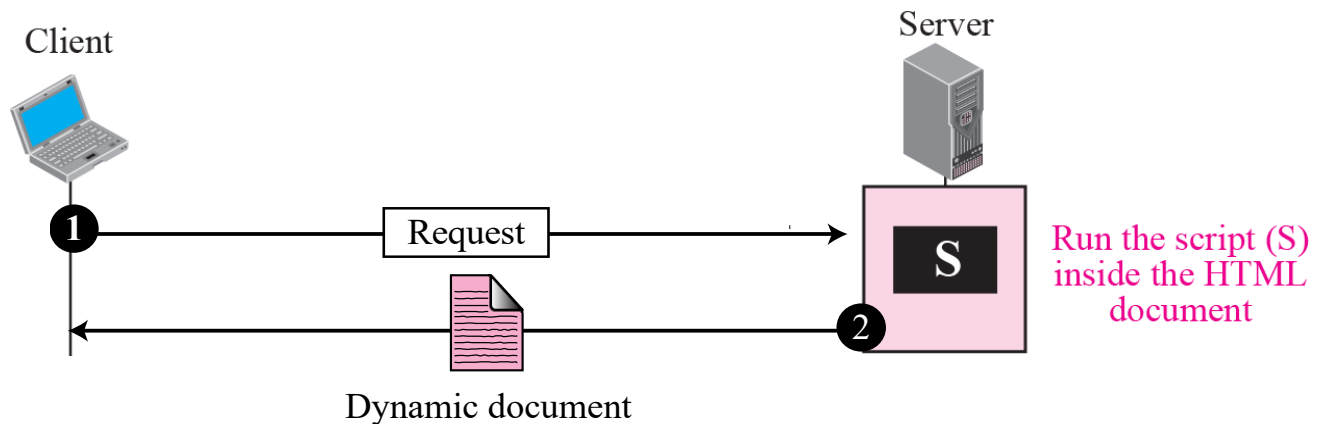 Client
Server
1
Request
S
Run the script (S)
inside the HTML
document
2
Dynamic document